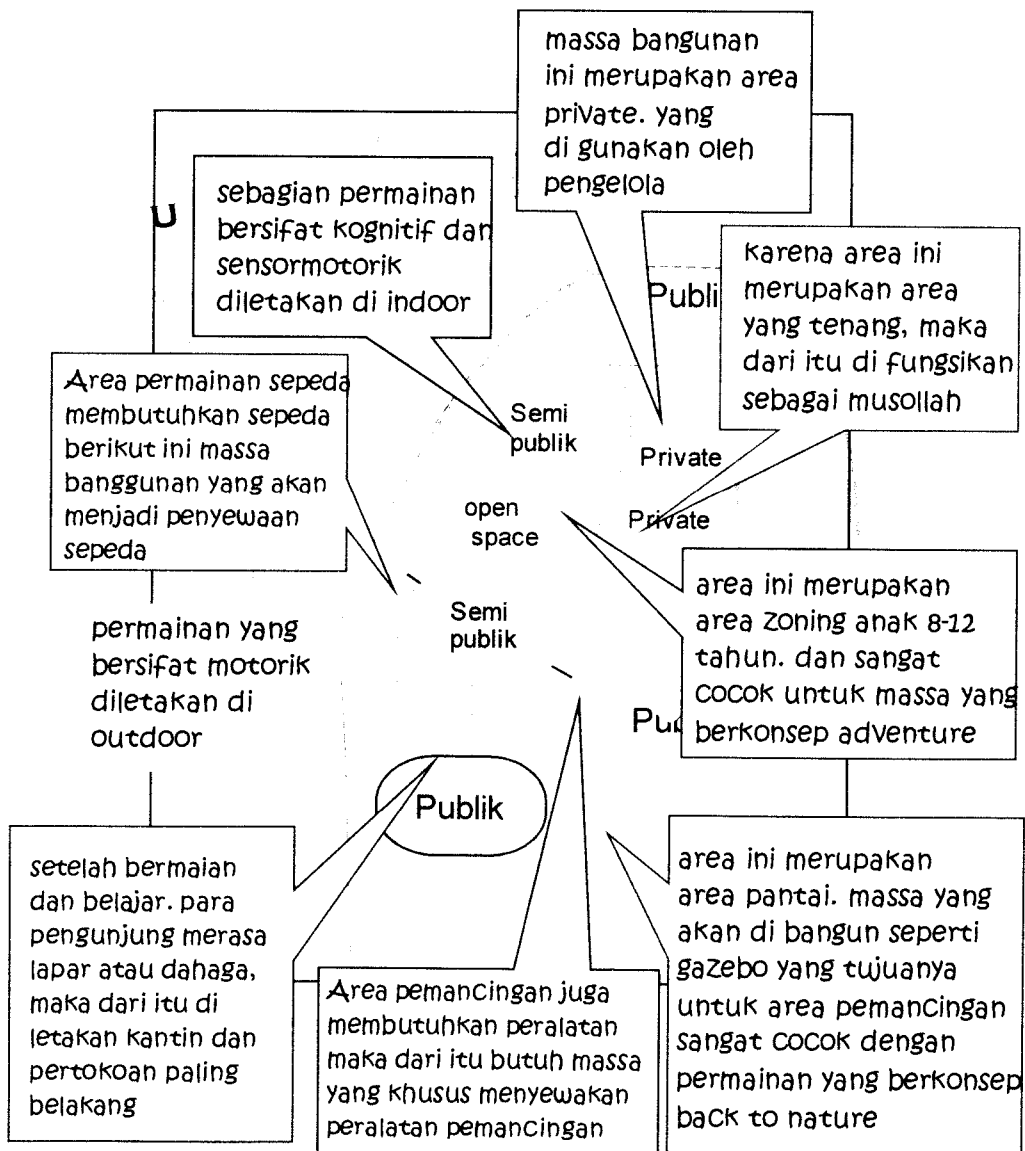 massa bangunan
ini merupakan area
private. yang
di gunakan oleh
pengelola
U
sebagian permainan
bersifat kognitif dan
sensormotorik
diletakan di indoor
Publi
karena area ini
merupakan area
yang tenang, maka
dari itu di fungsikan
sebagai musollah
Area permainan sepeda
membutuhkan sepeda
berikut ini massa
banggunan yang akan
menjadi penyewaan
sepeda
Semi
publik
Private
open
space
Private
area ini merupakan
area zoning anak 8-12
tahun. dan sangat
cocok untuk massa yang
berkonsep adventure
Semi
publik
permainan yang
bersifat motorik
diletakan di
outdoor
Publik
setelah bermaian
dan belajar. para
pengunjung merasa
lapar atau dahaga,
maka dari itu di
letakan kantin dan
pertokoan paling
belakang
Area pemancingan juga
membutuhkan peralatan
maka dari itu butuh massa
yang khusus menyewakan
peralatan pemancingan
area ini merupakan
area pantai. massa yang
akan di bangun seperti
gazebo yang tujuanya
untuk area pemancingan
sangat cocok dengan
permainan yang berkonsep
back to nature